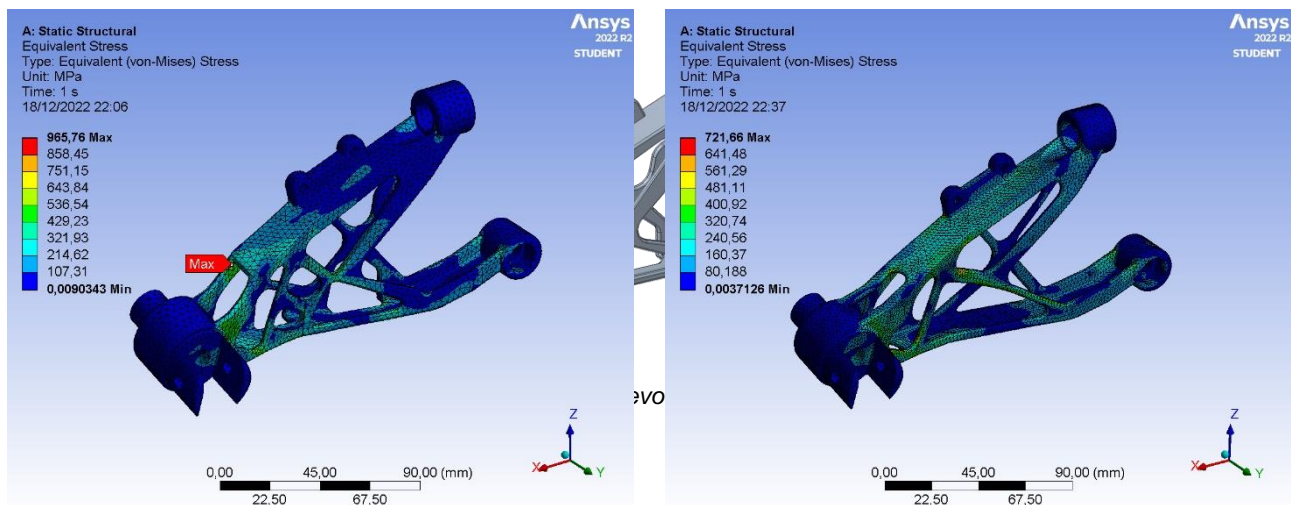 A: Static Structural
Equivalent Stress
Type: Equivalent (von-Mises) Stress
Unit: MPa
Time: 1 s
18/12/2022 22:06
965,76 Max
858,45
751,15
643,84
536,54
429,23
321,93
214,62
107,31
0,0090343 Min
Max
Ansys
2022 R2
STUDENT
0,00 45,00 90,00 (mm)
22,50 67,50
Z
X Y
evo
A: Static Structural
Equivalent Stress
Type: Equivalent (von-Mises) Stress
Unit: MPa
Time: 1 s
18/12/2022 22:37
721,66 Max
641,48
561,29
481,11
400,92
320,74
240,56
160,37
80,188
0,0037126 Min
Ansys
2022 R2
STUDENT
0,00 45,00 90,00 (mm)
22,50 67,50
Z
X Y